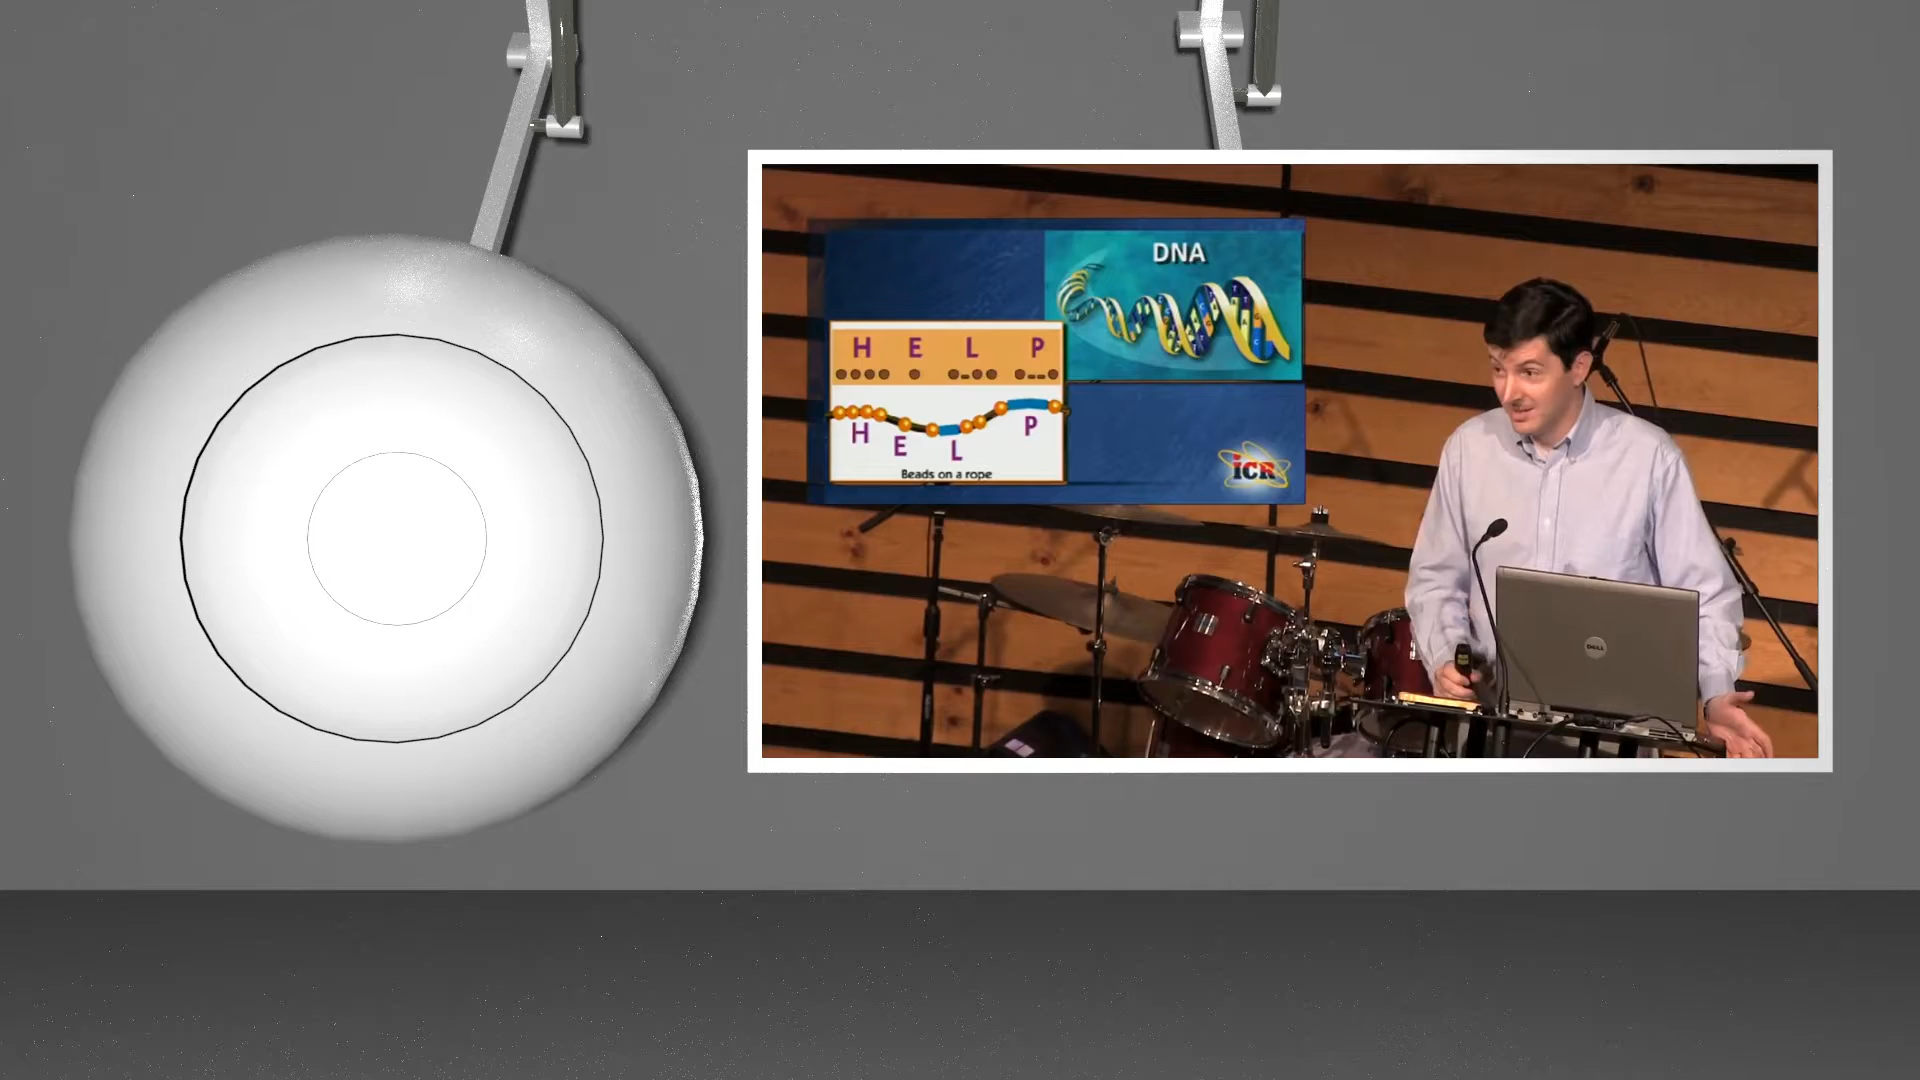 DNA
H E L P
H E L P
Beads on a rope
iCR
DELL